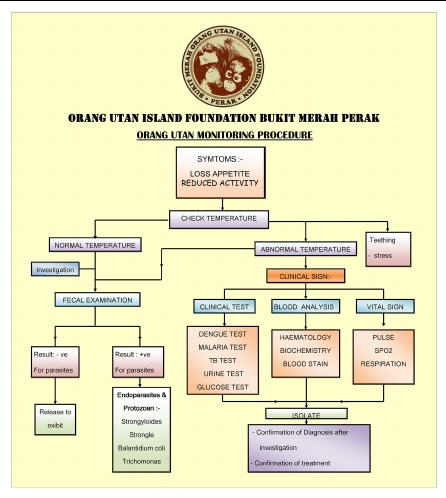 BUKIT MERAH ORANG UTAN ISLAND FOUNDATION
PERAK
ORANG UTAN ISLAND FOUNDATION BUKIT MERAH PERAK
ORANG UTAN MONITORING PROCEDURE
SYMTOMS :-
LOSS APPETITE
REDUCED ACTIVITY
CHECK TEMPERATURE
NORMAL TEMPERATURE
ABNORMAL TEMPERATURE
-Teething
- stress
Investigation
CLINICAL SIGN:-
FECAL EXAMINATION
CLINICAL TEST
BLOOD ANALYSIS
VITAL SIGN
Result: - ve
For parasites
Result : +ve
For parasites
DENGUE TEST
MALARIA TEST
TB TEST
URINE TEST
GLUCOSE TEST
HAEMATOLOGY
BIOCHEMISTRY
BLOOD STAIN
PULSE
SPO2
RESPIRATION
Release to
exibit
Endoparasites &
Protozoan :-
Strongyloides
Strongle
Balantidium coli
Trichomonas
ISOLATE
- Confirmation of Diagnosis after
investigation
- Confirmation of treatment